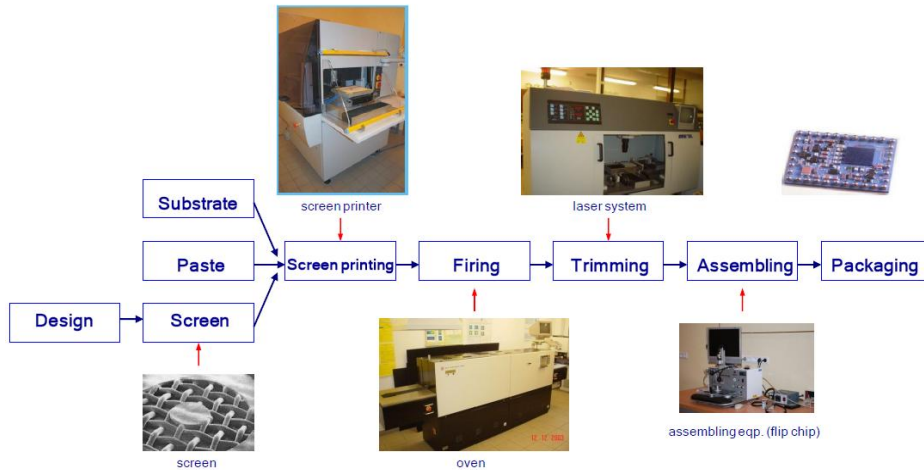 screen printer
laser system
Substrate
Paste
Screen printing
Firing
Trimming
Assembling
Packaging
Design
Screen
screen
oven
assembling eqp. (flip chip)